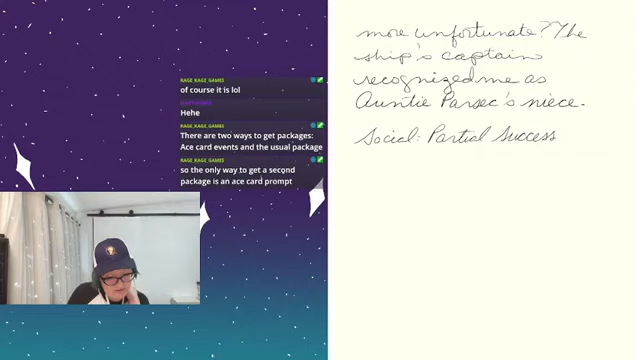 RAGE_KAGE_GAMES
of course it is lol
Hehe
RAGE_KAGE_GAMES
There are two ways to get packages:
Ace card events and the usual package
RAGE_KAGE_GAMES
so the only way to get a second
package is an ace card prompt
more unfortunate? The
ship's captain
recognized me as
Auntie Parsec's niece.
Social: Partial Success